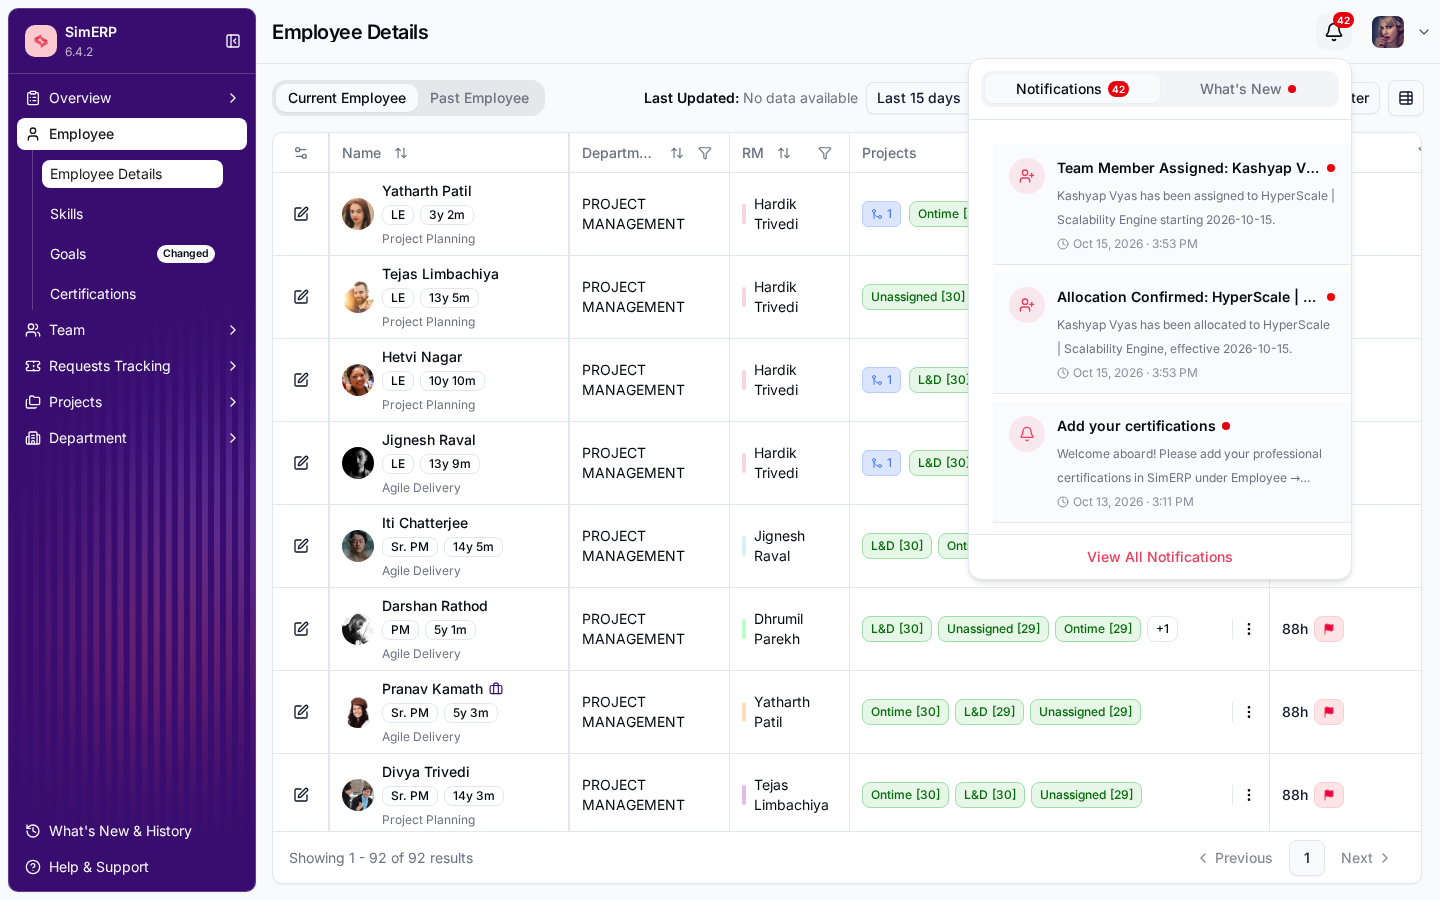 SimERP
6.4.2
Overview
Employee
Employee Details
Skills
Goals
Changed
Certifications
Team
Requests Tracking
Projects
Department
What's New & History
Help & Support
Employee Details
42
Current Employee
Past Employee
Last Updated: No data available
Last 15 days
Name
Departm...
RM
Projects
Yatharth Patil
LE
3y 2m
Project Planning
PROJECT
MANAGEMENT
Hardik
Trivedi
1
Ontime [
Tejas Limbachiya
LE
13y 5m
Project Planning
PROJECT
MANAGEMENT
Hardik
Trivedi
Unassigned [30]
Hetvi Nagar
LE
10y 10m
Project Planning
PROJECT
MANAGEMENT
Hardik
Trivedi
1
L&D [30]
Jignesh Raval
LE
13y 9m
Agile Delivery
PROJECT
MANAGEMENT
Hardik
Trivedi
1
L&D [30]
Iti Chatterjee
Sr. PM
14y 5m
Agile Delivery
PROJECT
MANAGEMENT
Jignesh
Raval
L&D [30]
Darshan Rathod
PM
5y 1m
Agile Delivery
PROJECT
MANAGEMENT
Dhrumil
Parekh
L&D [30]
Unassigned [29]
Ontime [29]
+1
88h
Pranav Kamath
Sr. PM
5y 3m
Agile Delivery
PROJECT
MANAGEMENT
Yatharth
Patil
Ontime [30]
L&D [29]
Unassigned [29]
88h
Divya Trivedi
Sr. PM
14y 3m
Project Planning
PROJECT
MANAGEMENT
Tejas
Limbachiya
Ontime [30]
L&D [30]
Unassigned [29]
88h
Showing 1 - 92 of 92 results
Previous
1
Next
Notifications 42
What's New
Team Member Assigned: Kashyap V...
Kashyap Vyas has been assigned to HyperScale |
Scalability Engine starting 2026-10-15.
Oct 15, 2026 · 3:53 PM
Allocation Confirmed: HyperScale | ...
Kashyap Vyas has been allocated to HyperScale
| Scalability Engine, effective 2026-10-15.
Oct 15, 2026 · 3:53 PM
Add your certifications
Welcome aboard! Please add your professional
certifications in SimERP under Employee →...
Oct 13, 2026 · 3:11 PM
View All Notifications